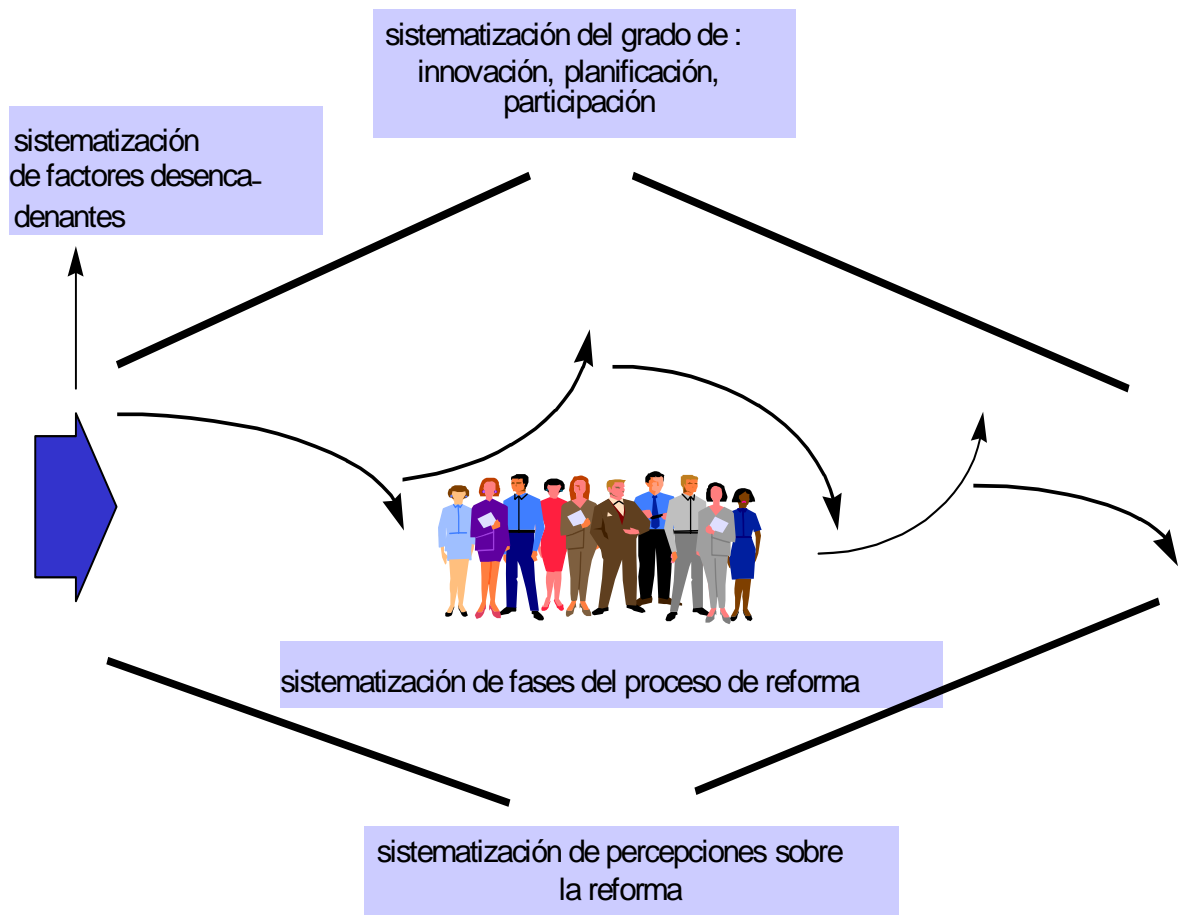 sistematización del grado de :
innovación, planificación,
participación
sistematización
de factores desenca-
denantes
sistematización de fases del proceso de reforma
sistematización de percepciones sobre
la reforma